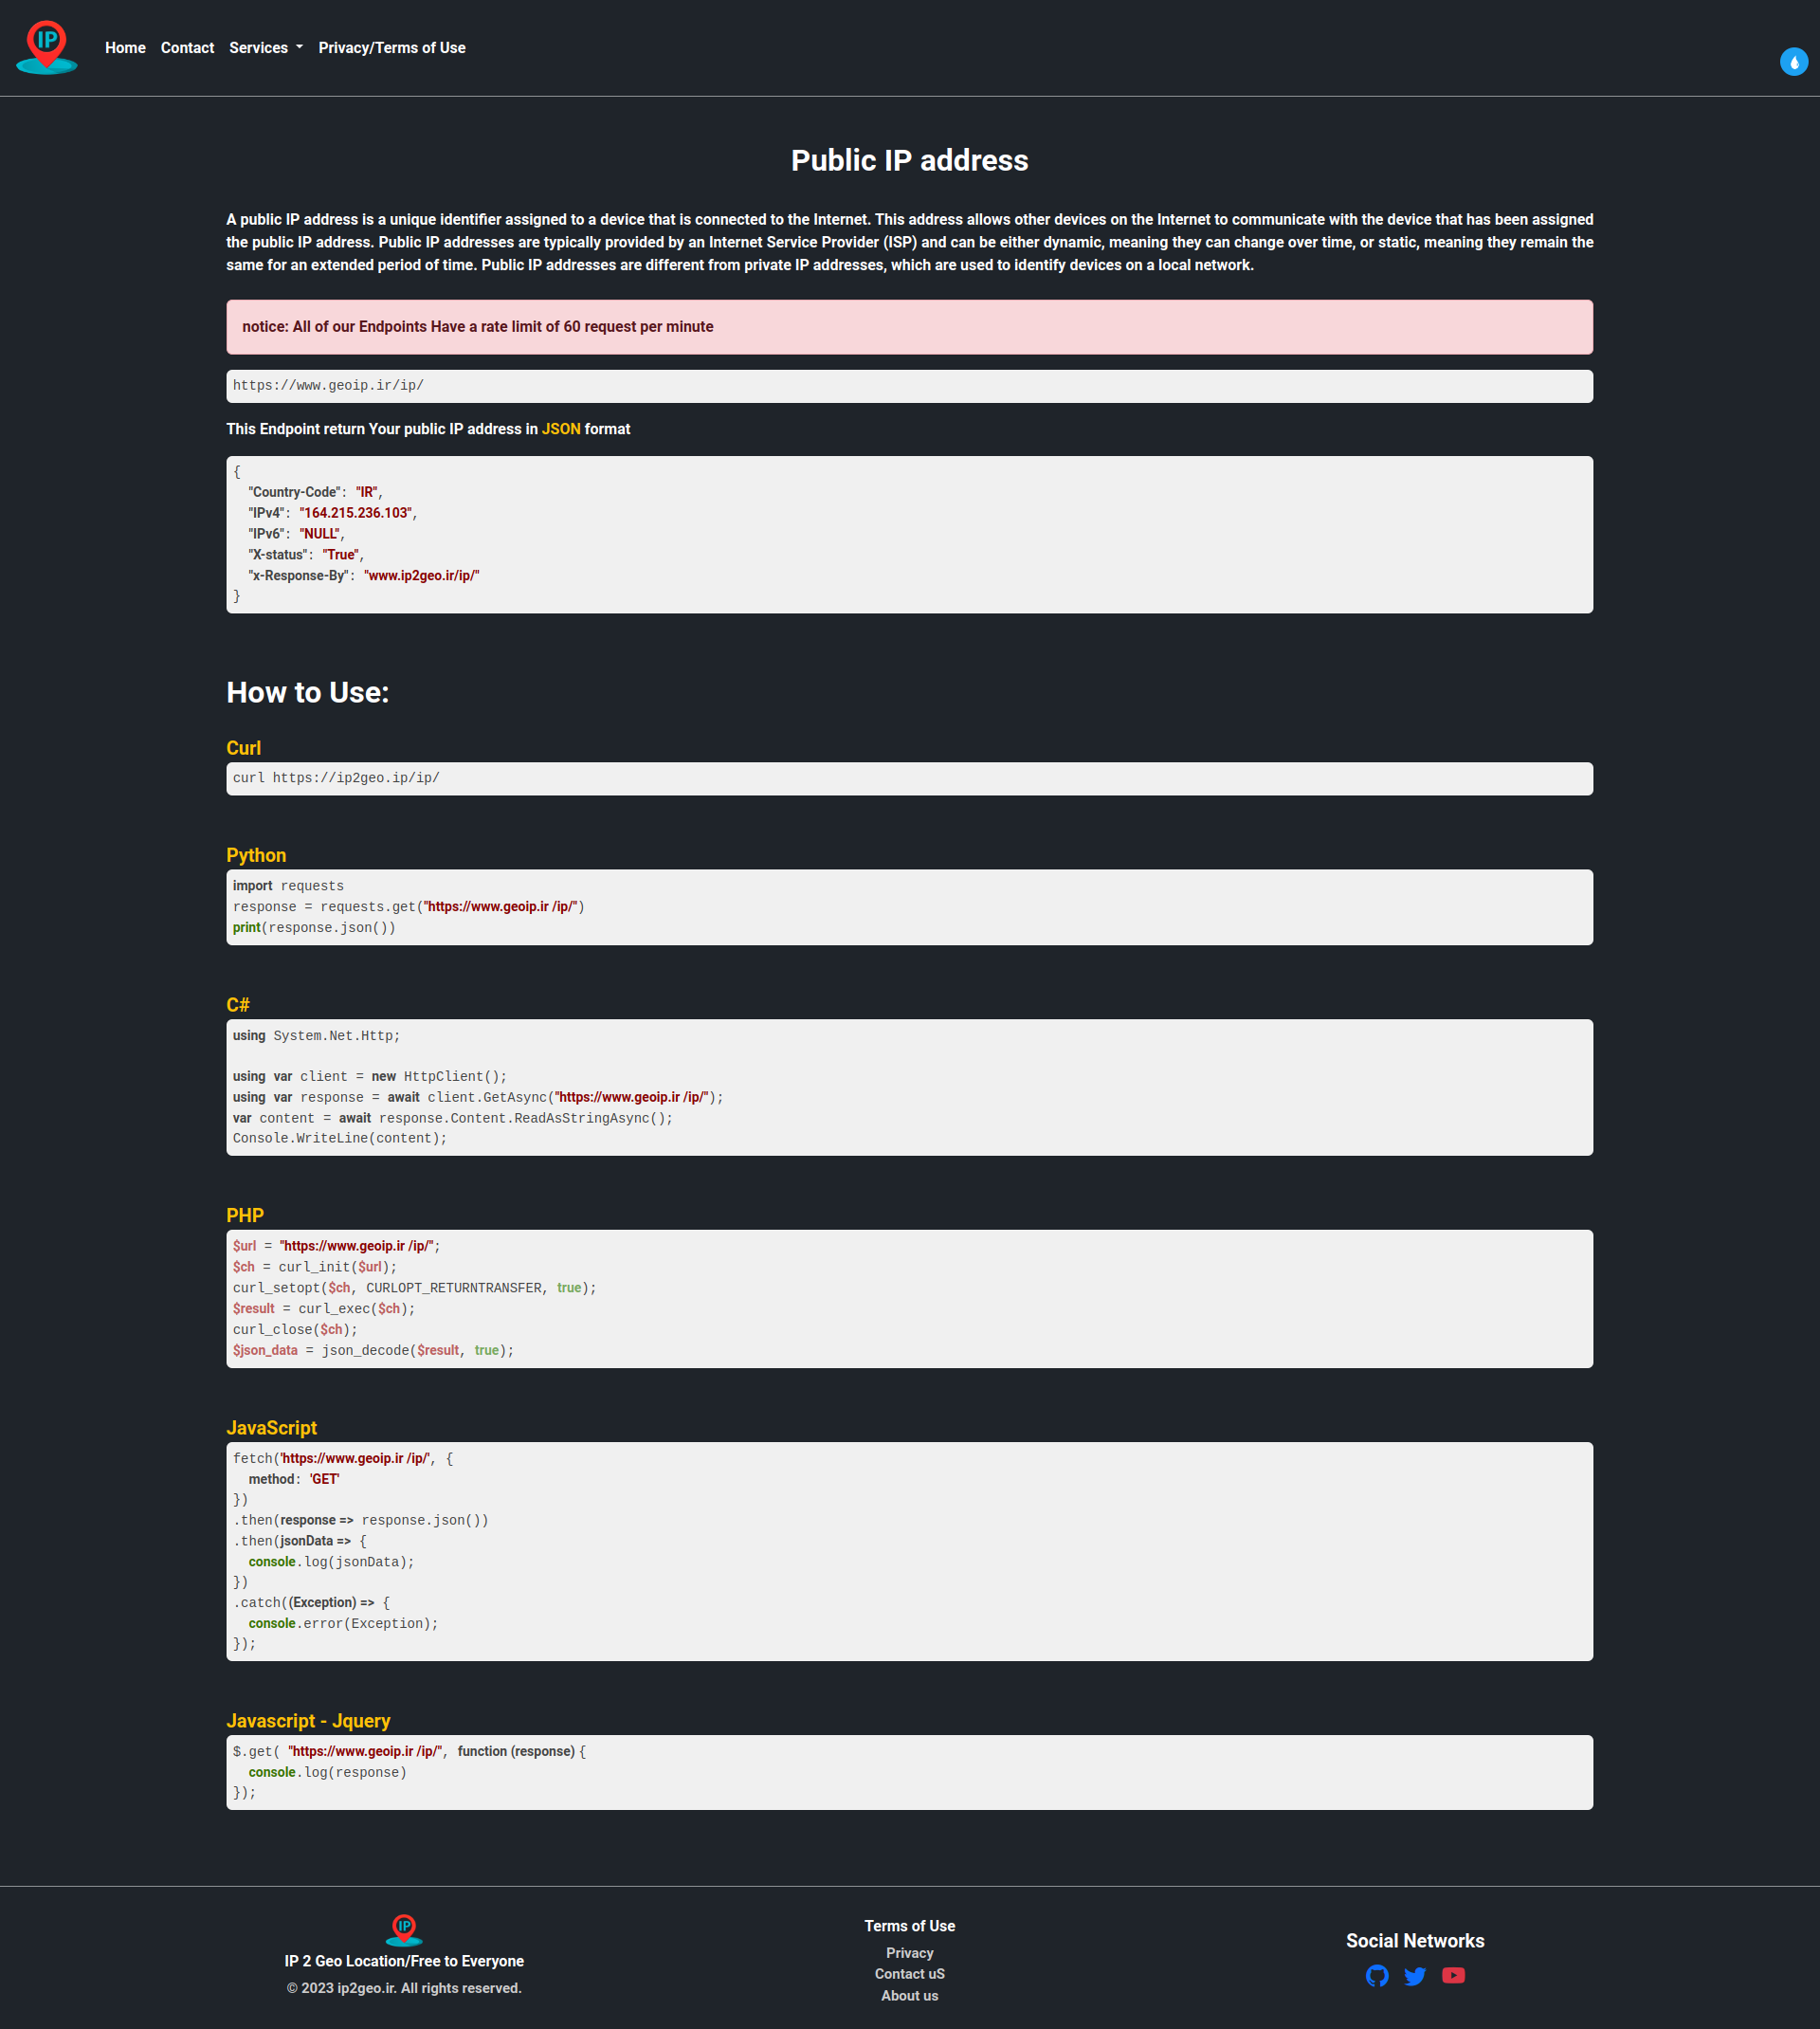 IP
Home Contact Services Privacy/Terms of Use
Public IP address
A public IP address is a unique identifier assigned to a device that is connected to the Internet. This address allows other devices on the Internet to communicate with the device that has been assigned
the public IP address. Public IP addresses are typically provided by an Internet Service Provider (ISP) and can be either dynamic, meaning they can change over time, or static, meaning they remain the
same for an extended period of time. Public IP addresses are different from private IP addresses, which are used to identify devices on a local network.
notice: All of our Endpoints Have a rate limit of 60 request per minute
https://www.geoip.ir/ip/
This Endpoint return Your public IP address in JSON format
{
  "Country-Code": "IR",
  "IPv4": "164.215.236.103",
  "IPv6": "NULL",
  "X-status": "True",
  "x-Response-By": "www.ip2geo.ir/ip/"
}
How to Use:
Curl
curl https://ip2geo.ip/ip/
Python
import requests
response = requests.get("https://www.geoip.ir /ip/")
print(response.json())
C#
using System.Net.Http;
using var client = new HttpClient();
using var response = await client.GetAsync("https://www.geoip.ir /ip/");
var content = await response.Content.ReadAsStringAsync();
Console.WriteLine(content);
PHP
$url = "https://www.geoip.ir /ip/";
$ch = curl_init($url);
curl_setopt($ch, CURLOPT_RETURNTRANSFER, true);
$result = curl_exec($ch);
curl_close($ch);
$json_data = json_decode($result, true);
JavaScript
fetch('https://www.geoip.ir /ip/', {
  method: 'GET'
})
.then(response => response.json())
.then(jsonData => {
  console.log(jsonData);
})
.catch((Exception) => {
  console.error(Exception);
});
Javascript - Jquery
$.get( "https://www.geoip.ir /ip/", function (response) {
  console.log(response)
});
IP
IP 2 Geo Location/Free to Everyone
© 2023 ip2geo.ir. All rights reserved.
Terms of Use
Privacy
Contact uS
About us
Social Networks